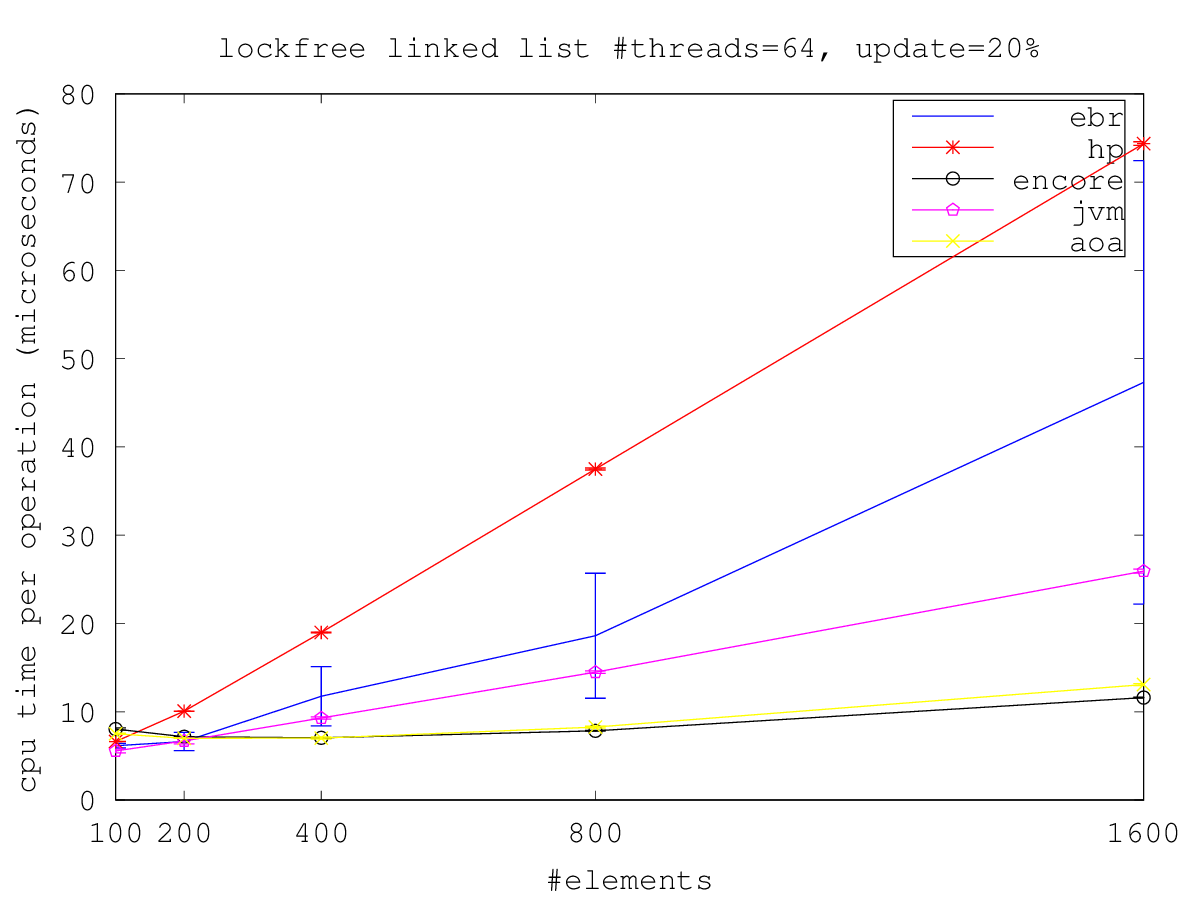 lockfree linked list #threads=64, update=20%
80
70
60
50
40
30
20
10
0
cpu time per operation (microseconds)
ebr
hp
encore
jvm
aoa
100 200 400 800 1600
#elements